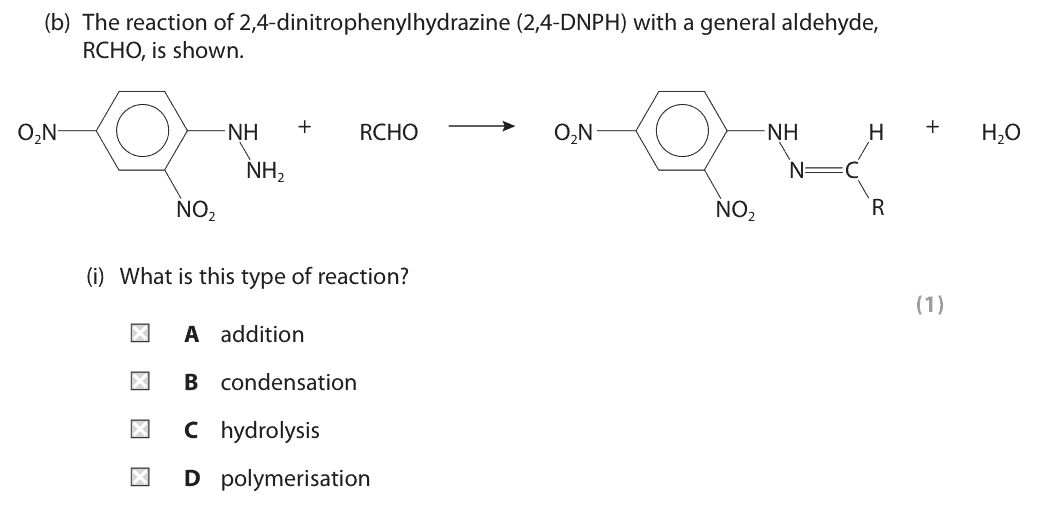 (b) The reaction of 2,4-dinitrophenylhydrazine (2,4-DNPH) with a general aldehyde,
RCHO, is shown.
O₂N NH + RCHO O₂N NH H + H₂O
NH₂ N C
NO₂ NO₂ R
(i) What is this type of reaction?
(1)
A addition
B condensation
C hydrolysis
D polymerisation